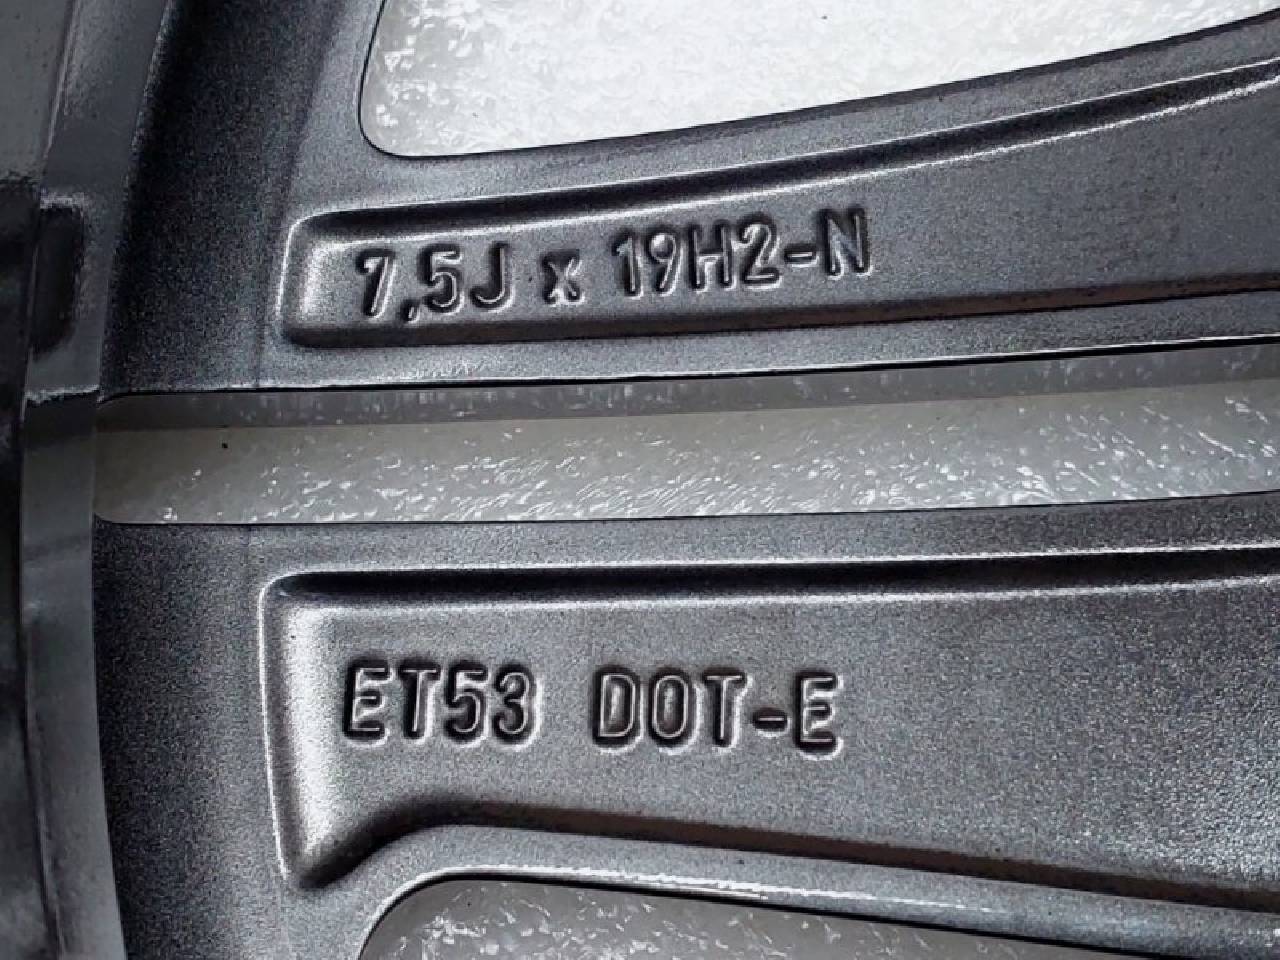 7.5J x 19H2-N
ET53 DOT-E